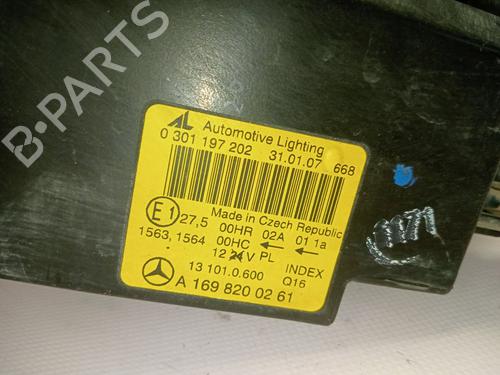 AL Automotive Lighting
0 301 197 202 31.01.07 668
Made in Czech Republic
E1 27,5 00HR 02A 01 1a
1563, 1564 00HC ← ←
12 24 V PL
13 101.0.600 INDEX
A 169 820 02 61 Q16
B-PARTS